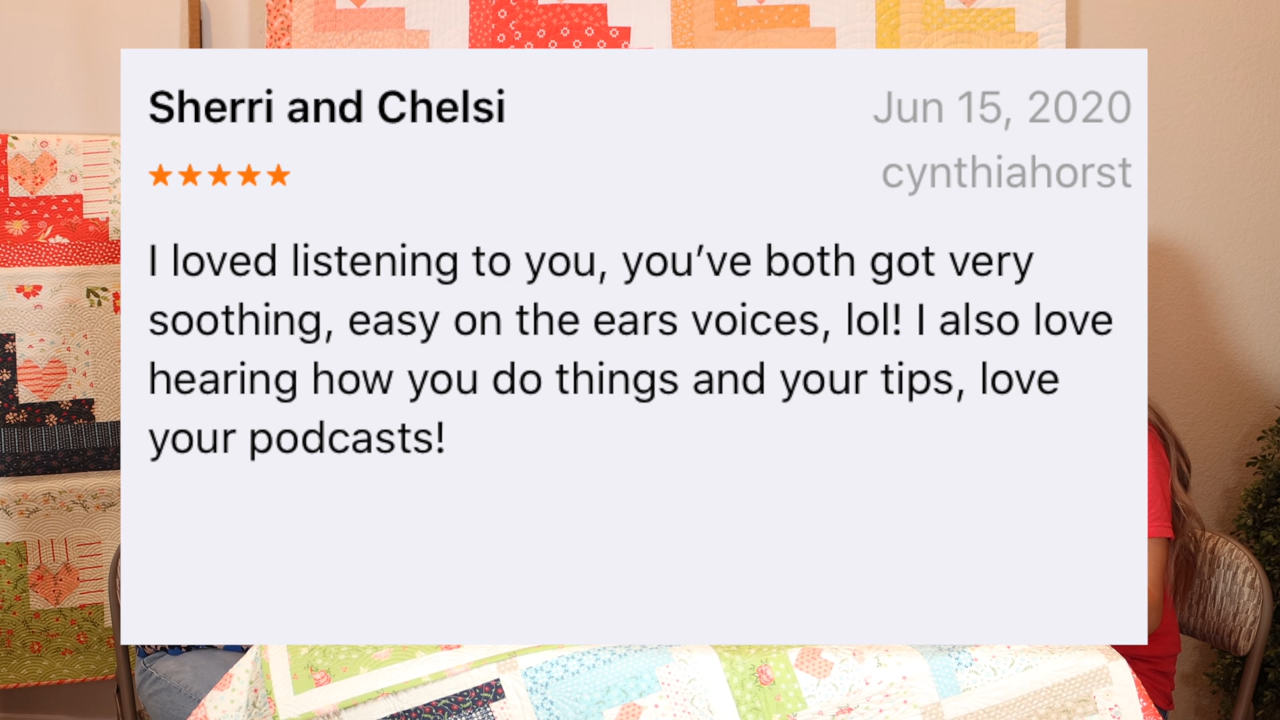 Sherri and Chelsi
Jun 15, 2020
★★★★★
cynthiahorst
I loved listening to you, you’ve both got very
soothing, easy on the ears voices, lol! I also love
hearing how you do things and your tips, love
your podcasts!